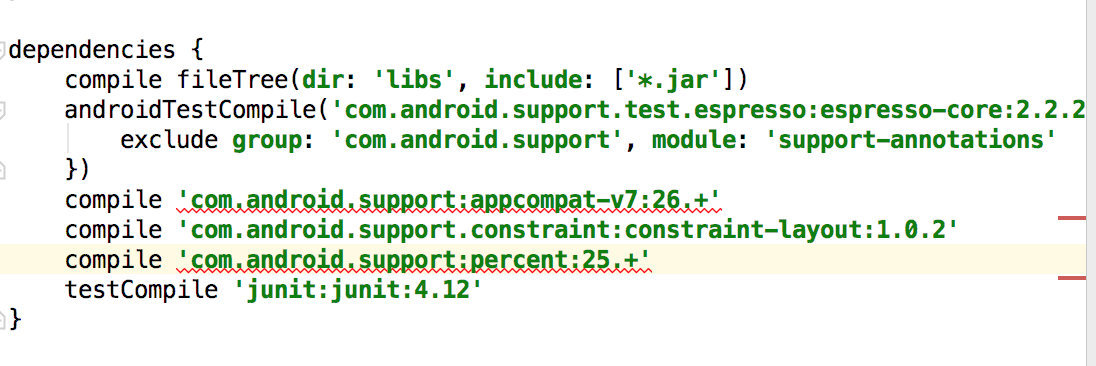 dependencies {
    compile fileTree(dir: 'libs', include: ['*.jar'])
    androidTestCompile('com.android.support.test.espresso:espresso-core:2.2.2
        exclude group: 'com.android.support', module: 'support-annotations'
    })
    compile 'com.android.support:appcompat-v7:26.+'
    compile 'com.android.support.constraint:constraint-layout:1.0.2'
    compile 'com.android.support:percent:25.+'
    testCompile 'junit:junit:4.12'
}